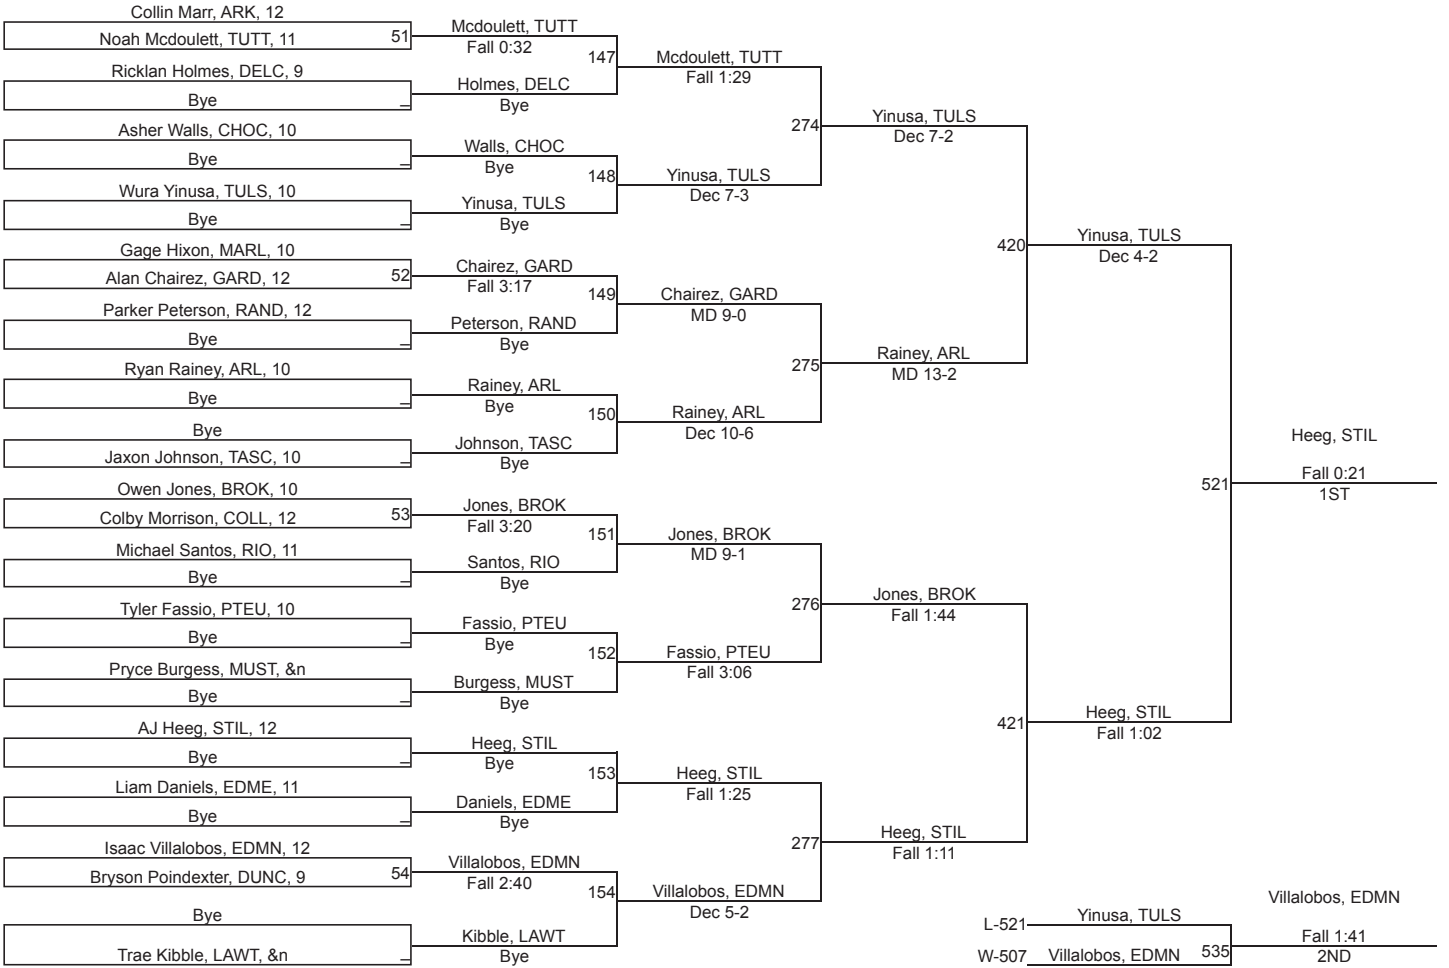 Collin Marr, ARK, 12
Noah Mcdoulett, TUTT, 11
51
Ricklan Holmes, DELC, 9
Bye
_
Asher Walls, CHOC, 10
Bye
_
Wura Yinusa, TULS, 10
Bye
_
Gage Hixon, MARL, 10
Alan Chairez, GARD, 12
52
Parker Peterson, RAND, 12
Bye
_
Ryan Rainey, ARL, 10
Bye
_
Bye
Jaxon Johnson, TASC, 10
_
Owen Jones, BROK, 10
Colby Morrison, COLL, 12
53
Michael Santos, RIO, 11
Bye
_
Tyler Fassio, PTEU, 10
Bye
_
Pryce Burgess, MUST, &n
Bye
_
AJ Heeg, STIL, 12
Bye
_
Liam Daniels, EDME, 11
Bye
_
Isaac Villalobos, EDMN, 12
Bryson Poindexter, DUNC, 9
54
Bye
Trae Kibble, LAWT, &n
_
Mcdoulett, TUTT
Fall 0:32
147
Holmes, DELC
Bye
Walls, CHOC
Bye
148
Yinusa, TULS
Bye
Chairez, GARD
Fall 3:17
149
Peterson, RAND
Bye
Rainey, ARL
Bye
150
Johnson, TASC
Bye
Jones, BROK
Fall 3:20
151
Santos, RIO
Bye
Fassio, PTEU
Bye
152
Burgess, MUST
Bye
Heeg, STIL
Bye
153
Daniels, EDME
Bye
Villalobos, EDMN
Fall 2:40
154
Kibble, LAWT
Bye
Mcdoulett, TUTT
Fall 1:29
274
Yinusa, TULS
Dec 7-3
Chairez, GARD
MD 9-0
275
Rainey, ARL
Dec 10-6
Jones, BROK
MD 9-1
276
Fassio, PTEU
Fall 3:06
Heeg, STIL
Fall 1:25
277
Villalobos, EDMN
Dec 5-2
Yinusa, TULS
Dec 7-2
420
Rainey, ARL
MD 13-2
Jones, BROK
Fall 1:44
421
Heeg, STIL
Fall 1:11
Yinusa, TULS
Dec 4-2
521
Heeg, STIL
Fall 1:02
Heeg, STIL
Fall 0:21
1ST
L-521
Yinusa, TULS
W-507
Villalobos, EDMN
535
Villalobos, EDMN
Fall 1:41
2ND